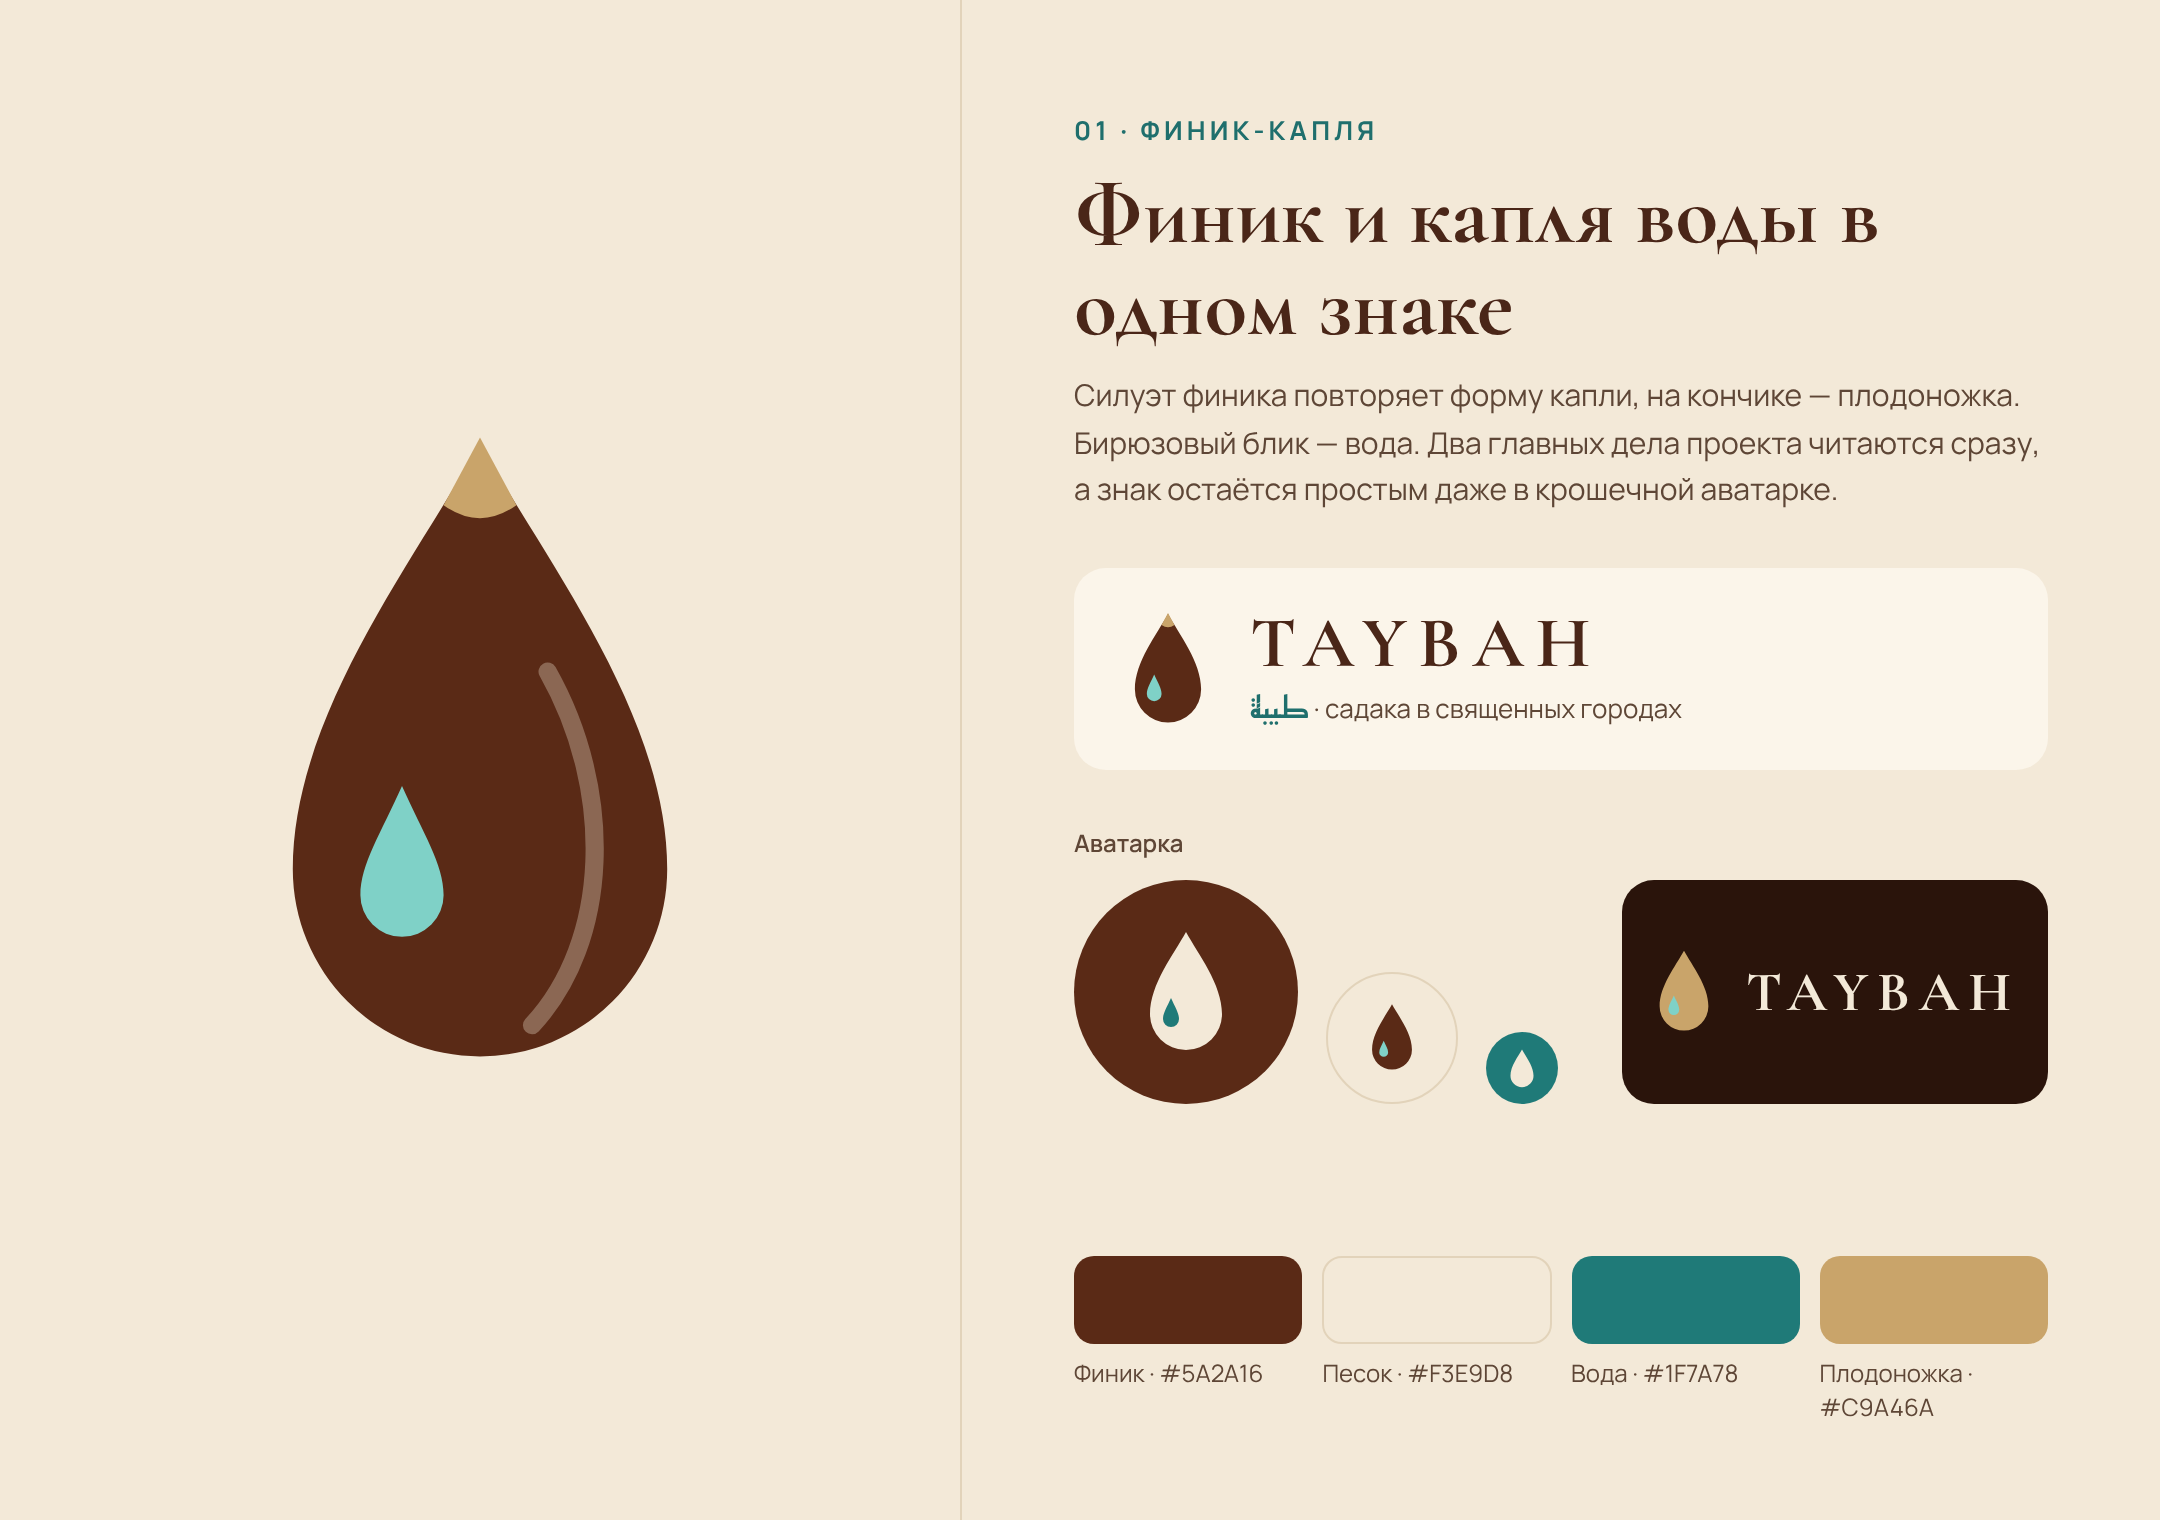 01 · ФИНИК-КАПЛЯ
Финик и капля воды в
одном знаке
Силуэт финика повторяет форму капли, на кончике — плодоножка.
Бирюзовый блик — вода. Два главных дела проекта читаются сразу,
а знак остаётся простым даже в крошечной аватарке.
TAYBAH
طيبة · садака в священных городах
Аватарка
TAYBAH
Финик · #5A2A16
Песок · #F3E9D8
Вода · #1F7A78
Плодоножка ·
#C9A46A